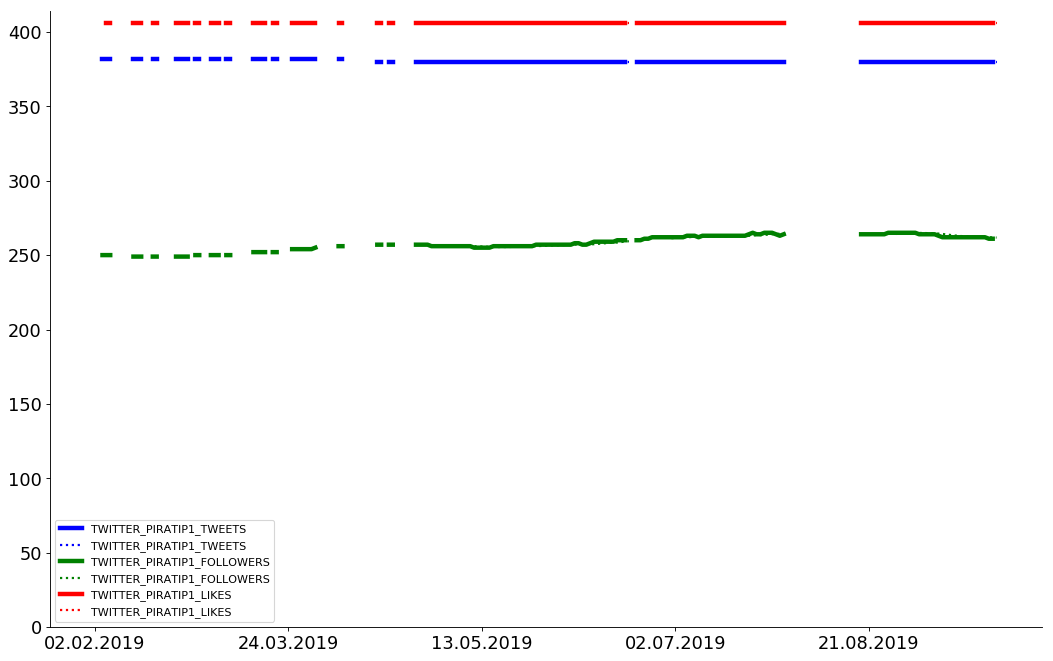 400
350
300
250
200
150
100
50
0
TWITTER_PIRATIP1_TWEETS
TWITTER_PIRATIP1_TWEETS
TWITTER_PIRATIP1_FOLLOWERS
TWITTER_PIRATIP1_FOLLOWERS
TWITTER_PIRATIP1_LIKES
TWITTER_PIRATIP1_LIKES
02.02.2019 24.03.2019 13.05.2019 02.07.2019 21.08.2019